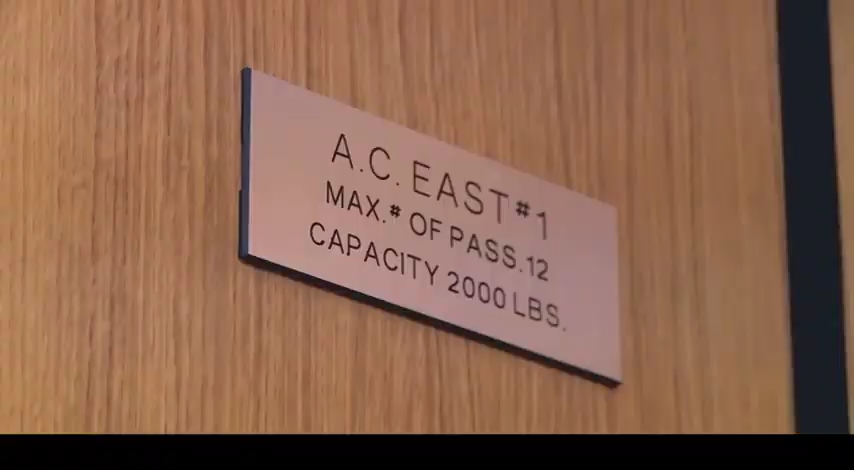 A.C. EAST #1
MAX. # OF PASS. 12
CAPACITY 2000 LBS.